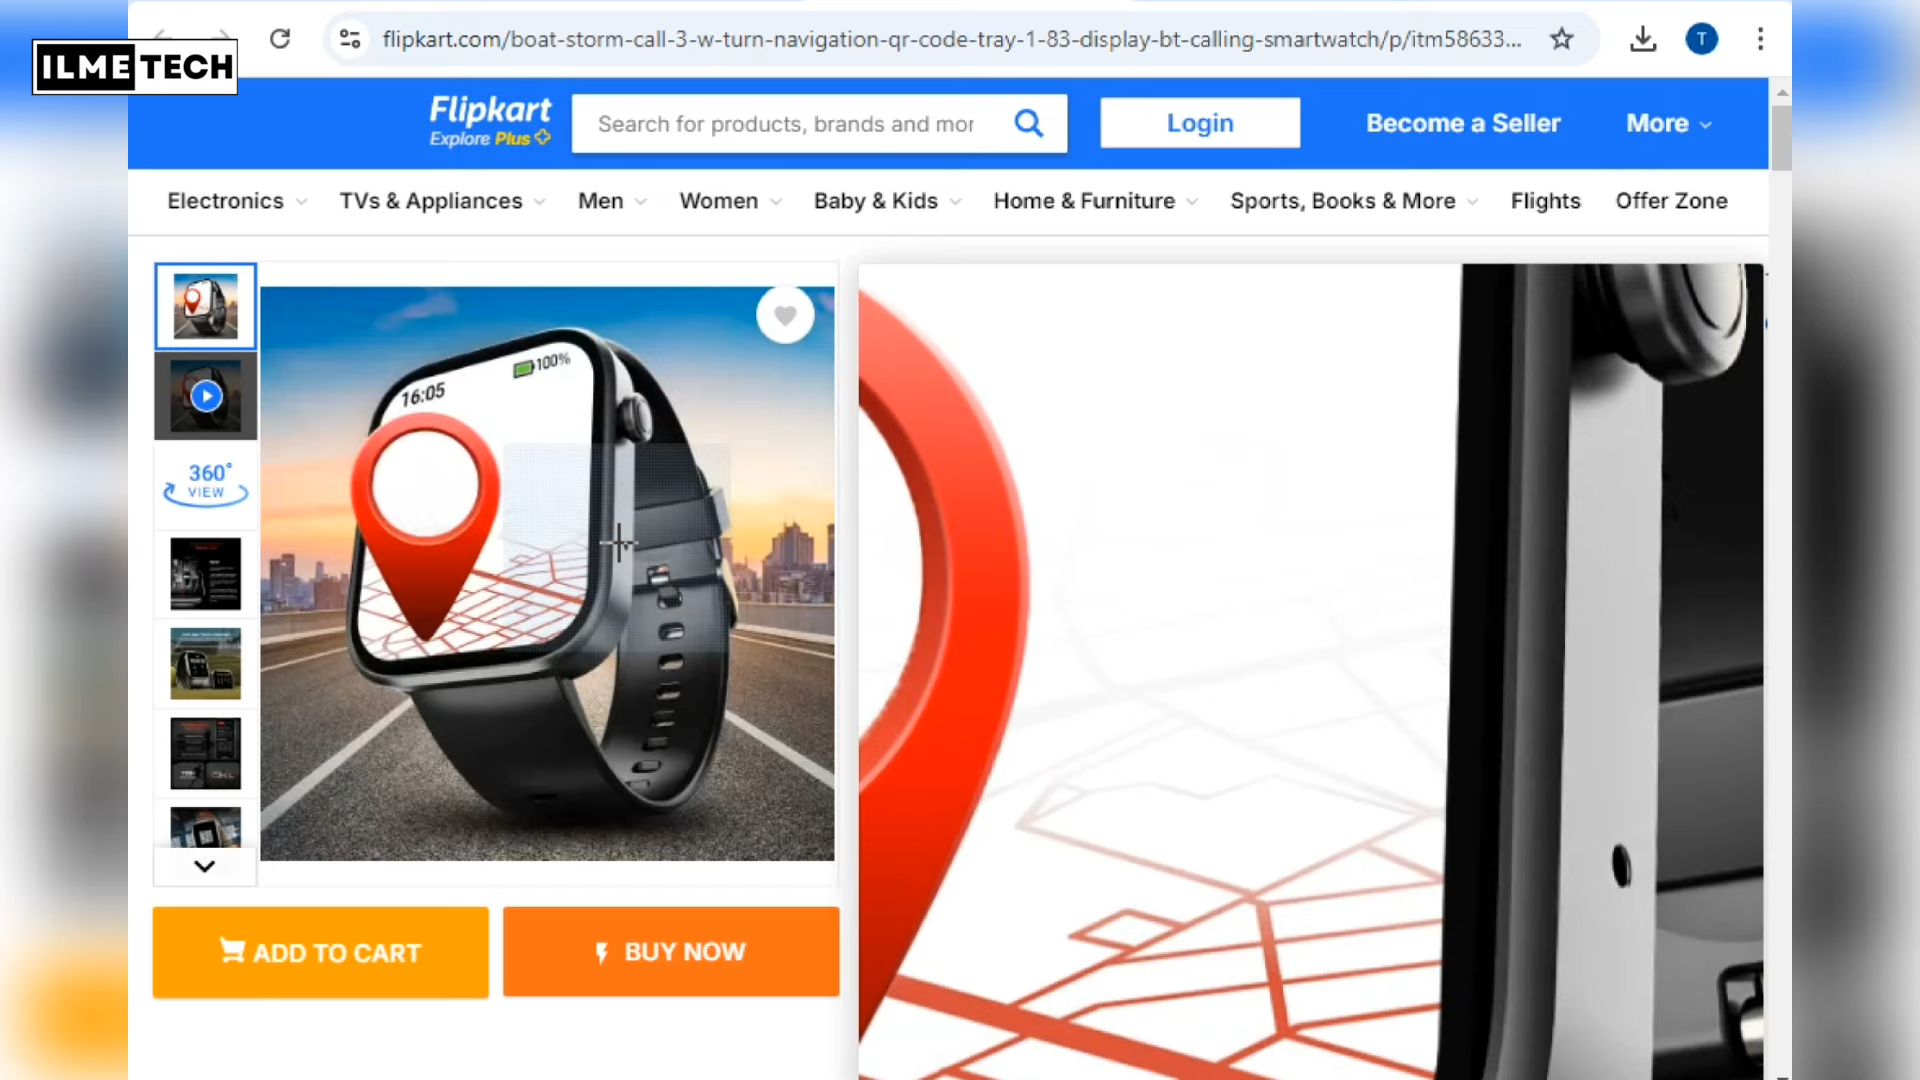 ILME TECH
flipkart.com/boat-storm-call-3-w-turn-navigation-qr-code-tray-1-83-display-bt-calling-smartwatch/p/itm58633...
T
Flipkart
Explore Plus
Search for products, brands and mor
Login
Become a Seller
More
Electronics
TVs & Appliances
Men
Women
Baby & Kids
Home & Furniture
Sports, Books & More
Flights
Offer Zone
16:05
100%
360°
VIEW
ADD TO CART
BUY NOW